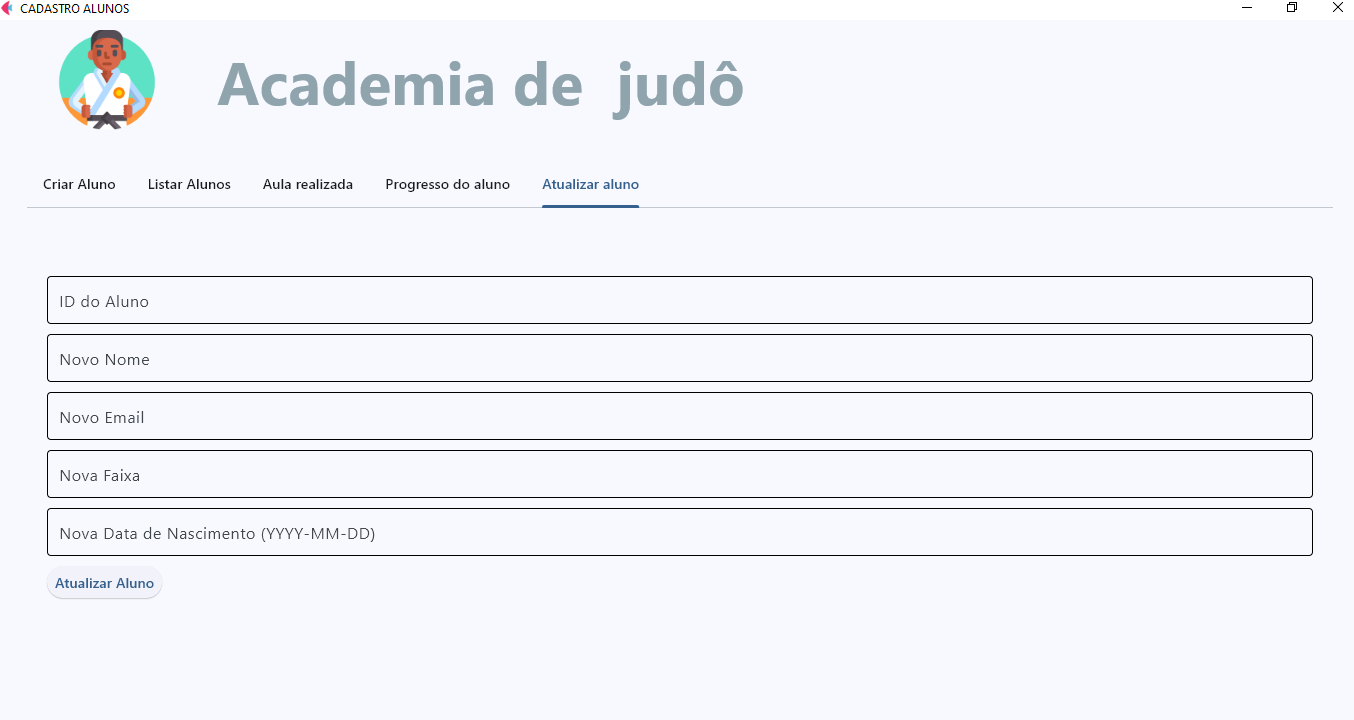 CADASTRO ALUNOS
Academia de judô
Criar Aluno Listar Alunos Aula realizada Progresso do aluno Atualizar aluno
ID do Aluno
Novo Nome
Novo Email
Nova Faixa
Nova Data de Nascimento (YYYY-MM-DD)
Atualizar Aluno